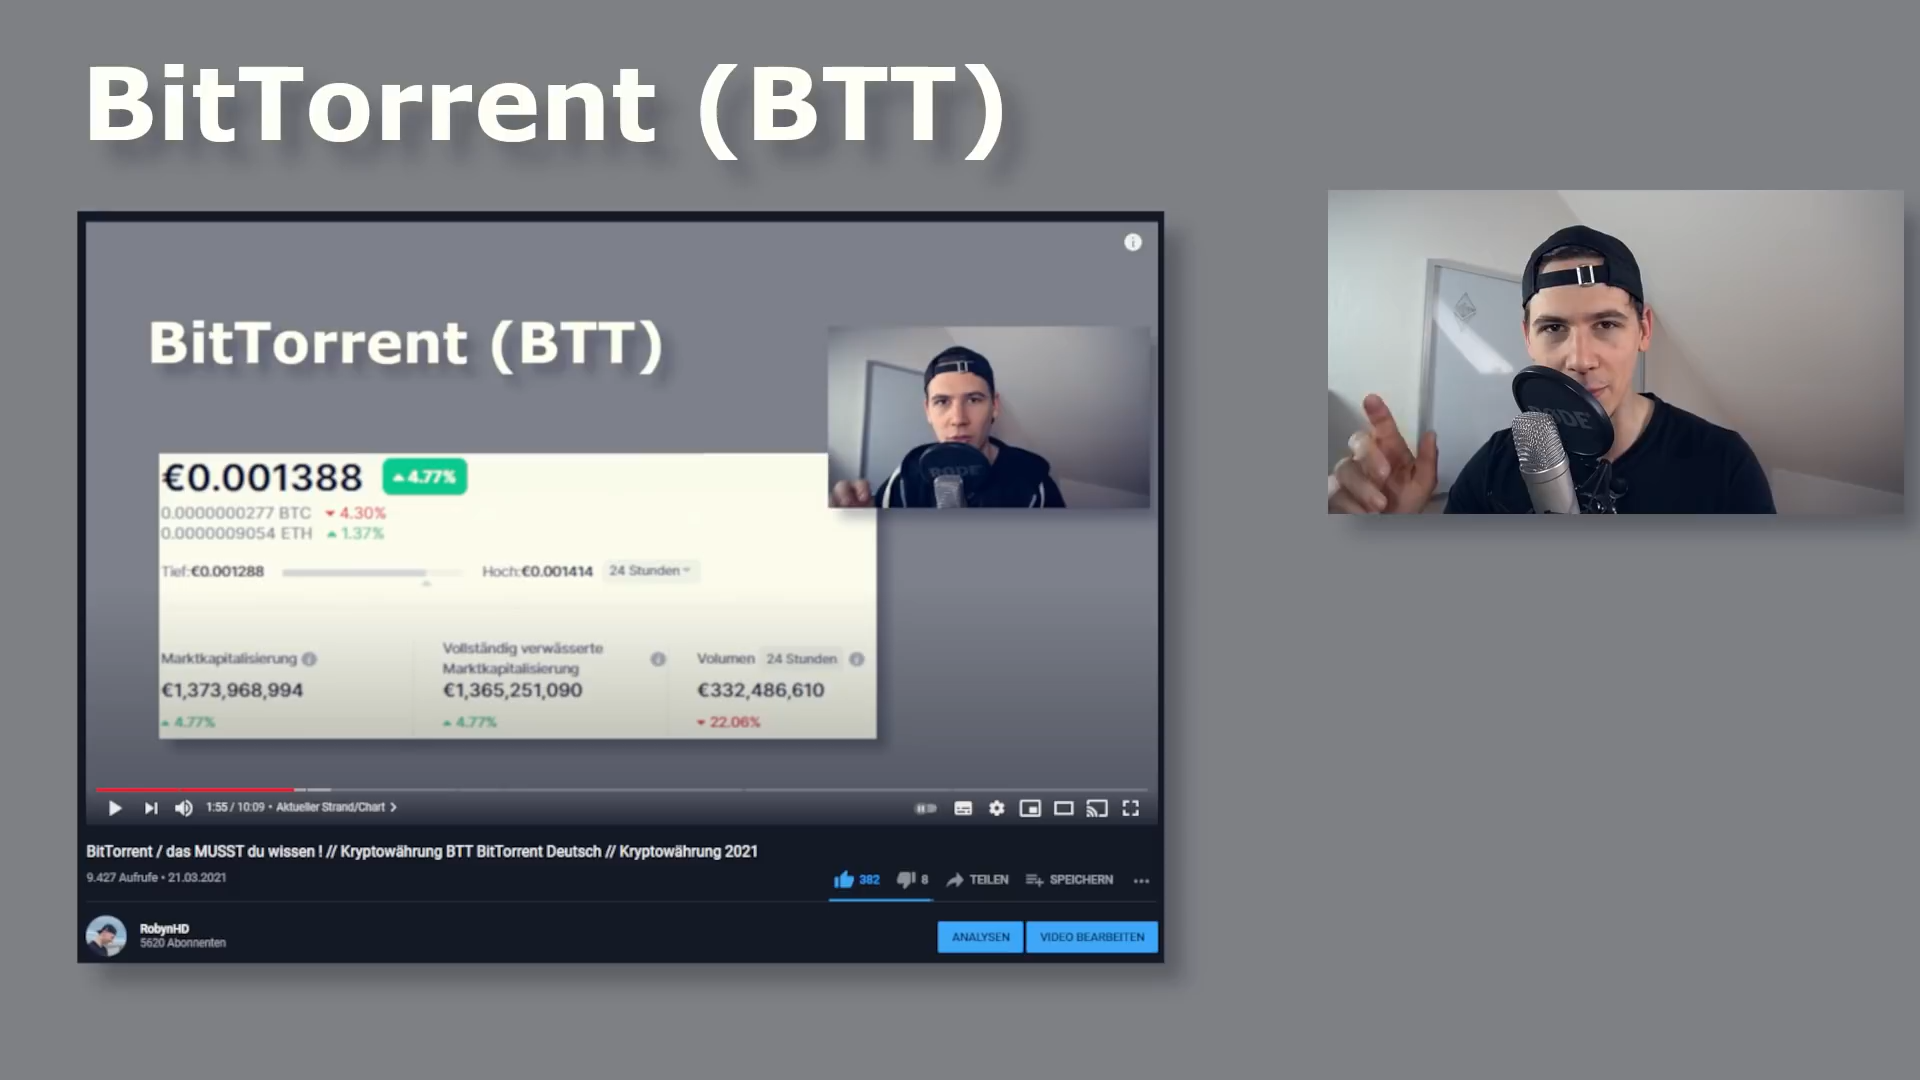 BitTorrent (BTT)
BitTorrent (BTT)
€0.001388 4.77%
0.0000000277 BTC 4.30%
0.0000009054 ETH 1.37%
Tief:€0.001288 Hoch:€0.001414 24 Stunden
Marktkapitalisierung
€1,373,968,994
4.77%
Vollständig verwässerte
Marktkapitalisierung
€1,365,251,090
4.77%
Volumen 24 Stunden
€332,486,610
22.06%
RODE
RODE
1:55 / 10:09 • Aktueller Strand/Chart
BitTorrent / das MUSST du wissen ! // Kryptowährung BTT BitTorrent Deutsch // Kryptowährung 2021
9.427 Aufrufe • 21.03.2021
382 8 TEILEN SPEICHERN
RobynHD
5620 Abonnenten
ANALYSEN VIDEO BEARBEITEN